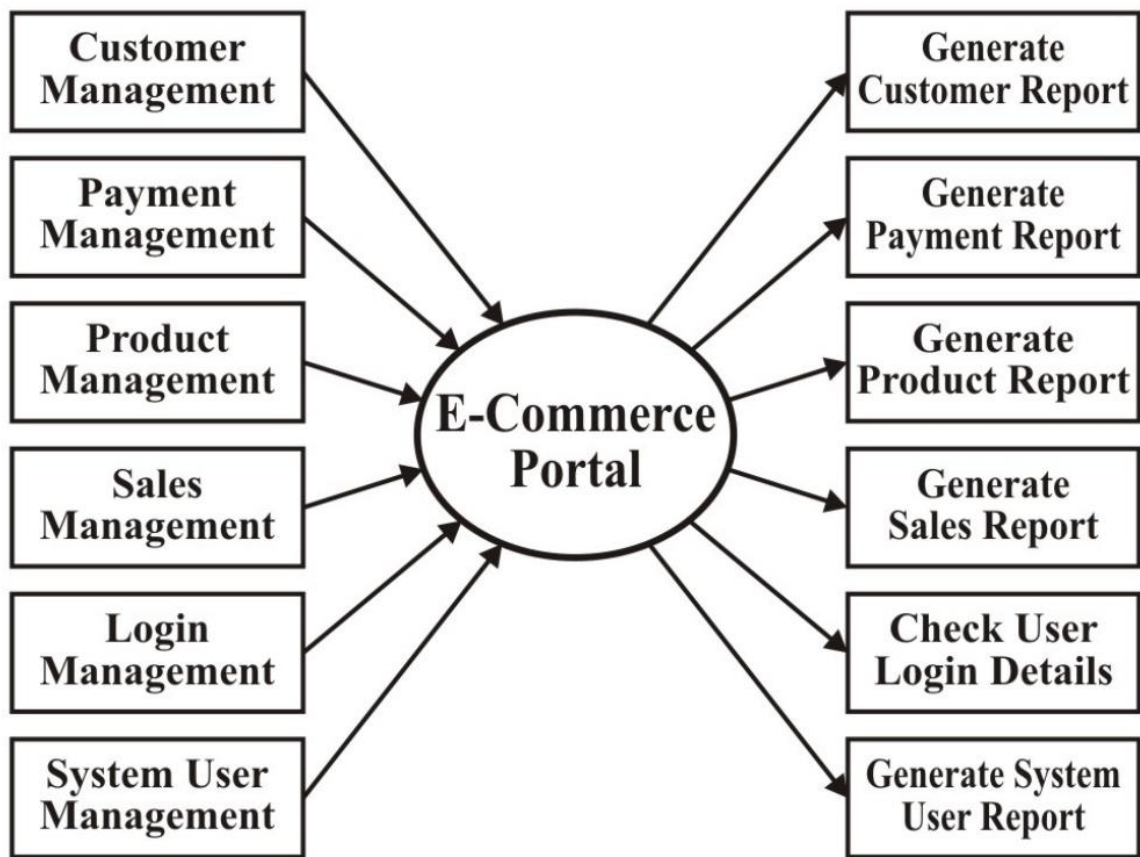 Customer
Management
Payment
Management
Product
Management
Sales
Management
Login
Management
System User
Management
E-Commerce
Portal
Generate
Customer Report
Generate
Payment Report
Generate
Product Report
Generate
Sales Report
Check User
Login Details
Generate System
User Report